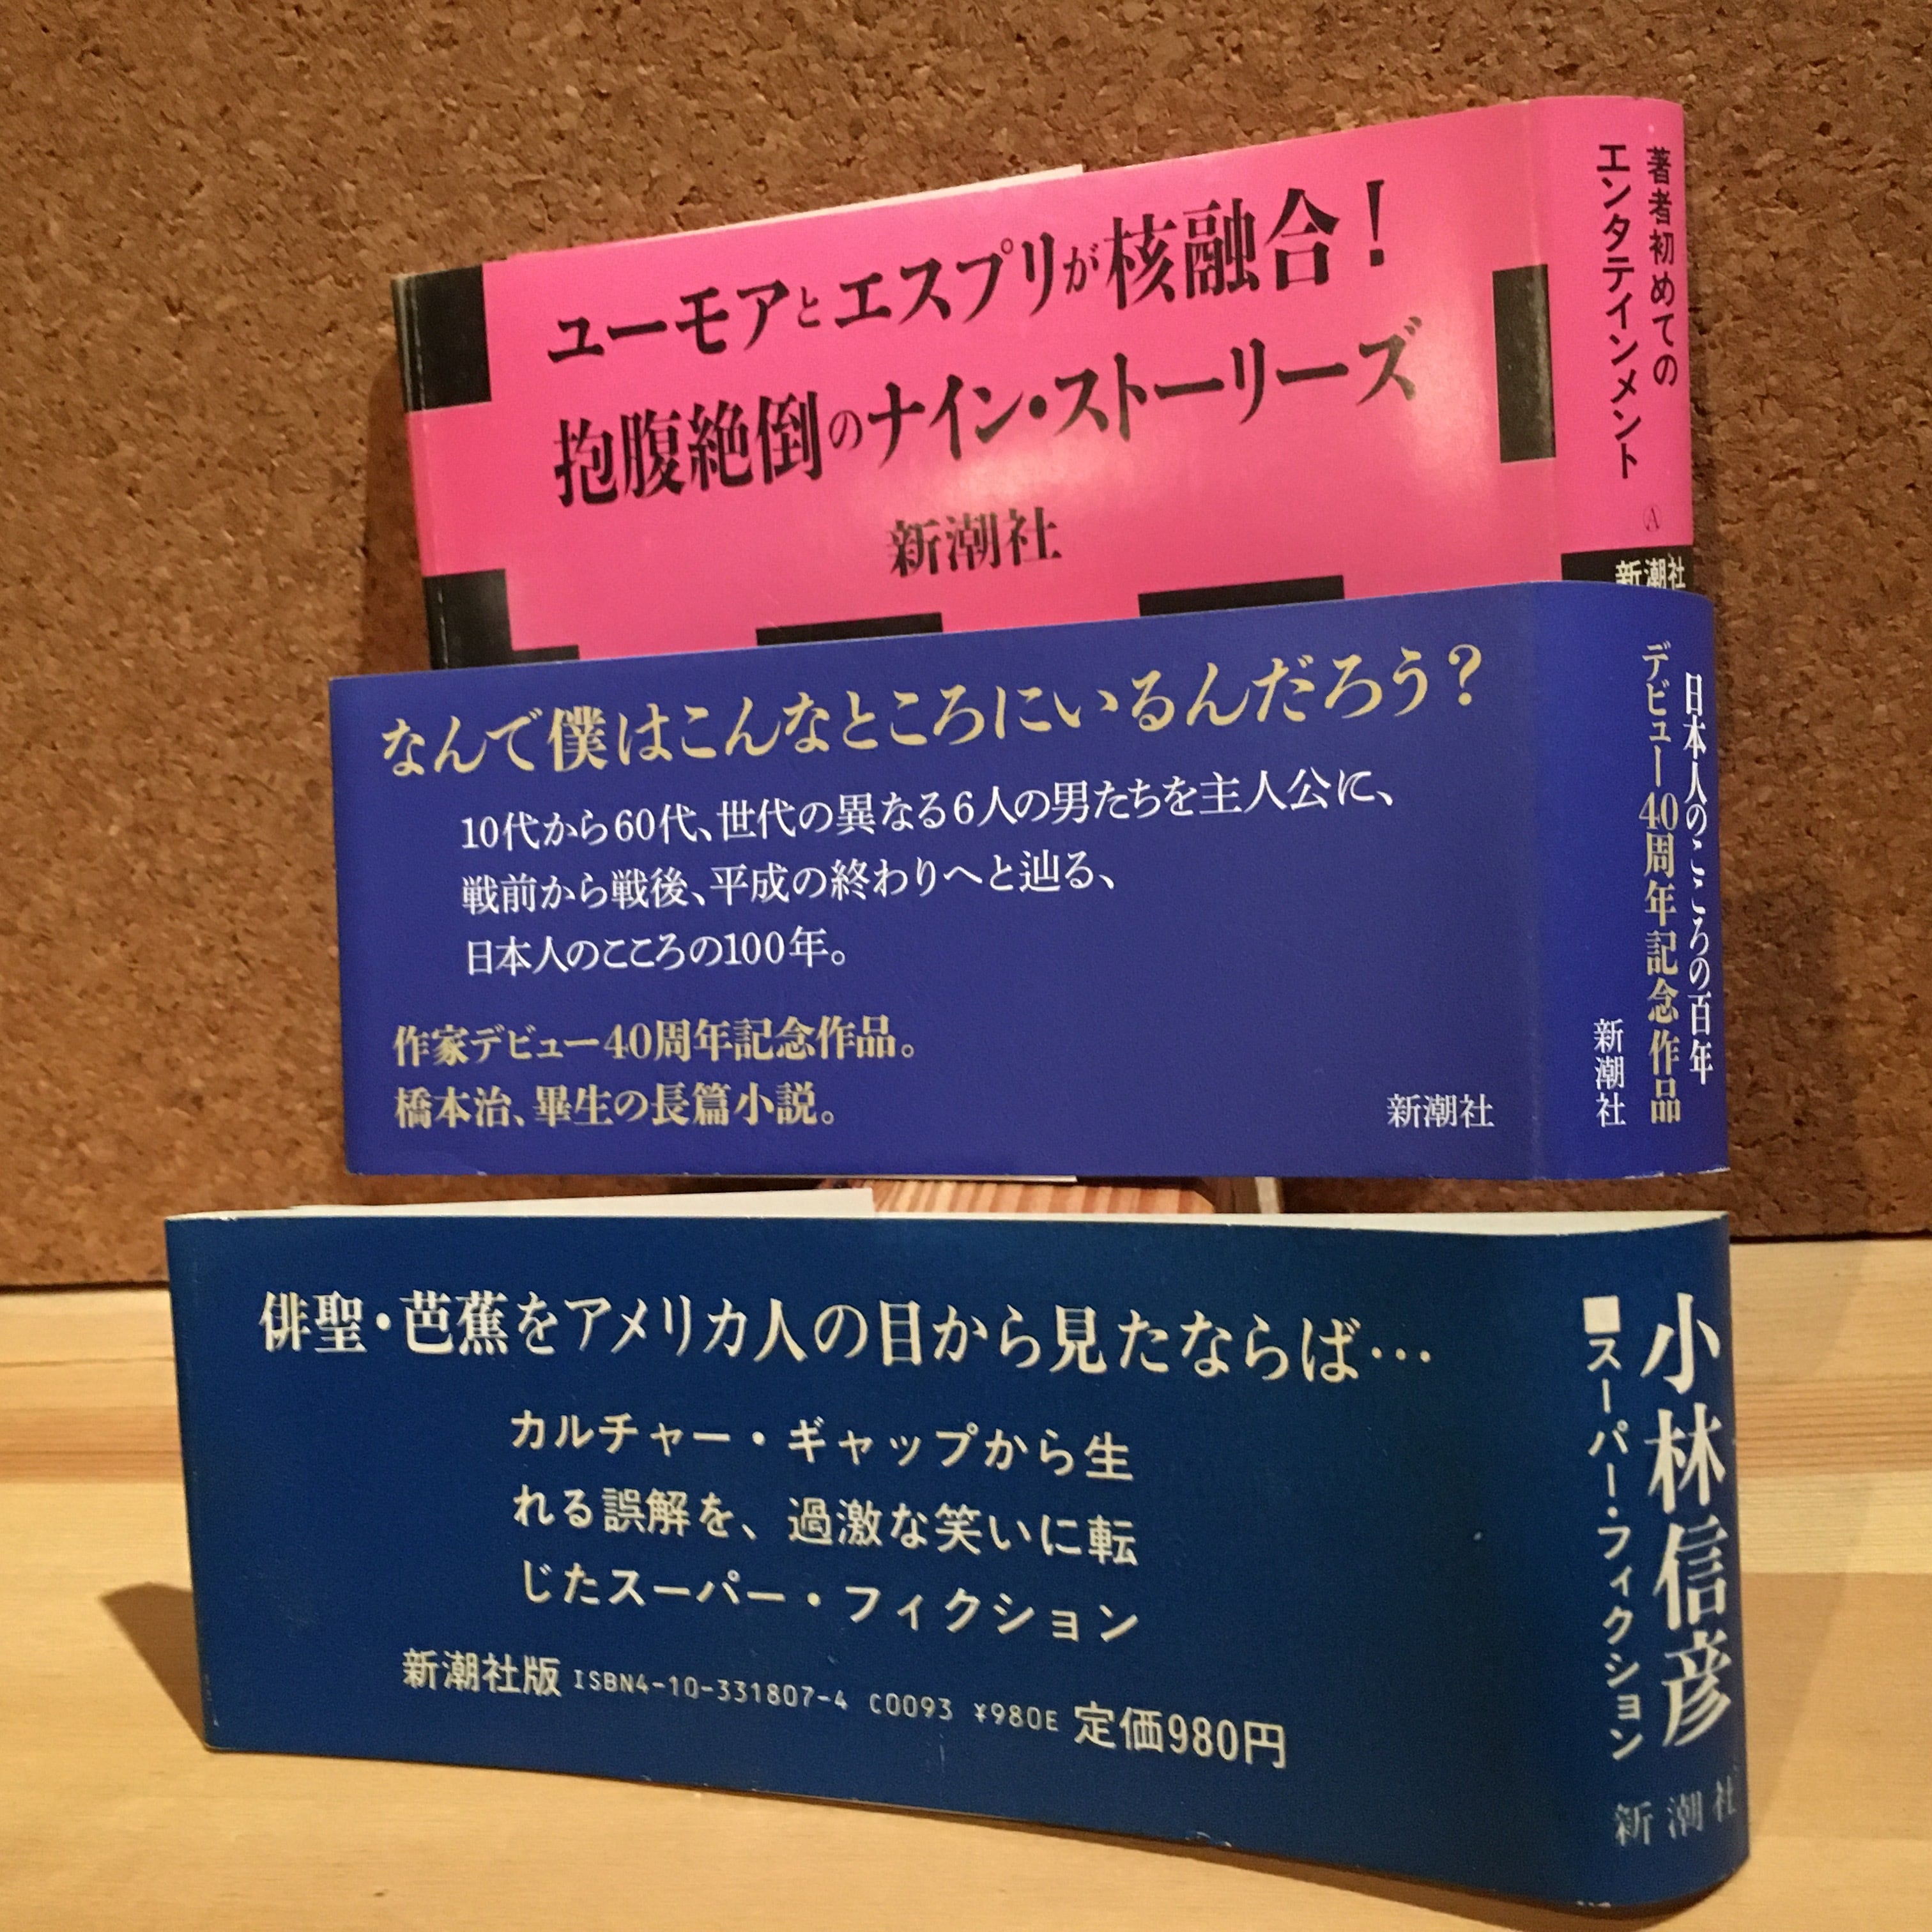 ユーモアとエスプリが核融合！
抱腹絶倒のナイン・ストーリーズ
新潮社
著者初めての
エンタテインメント
A
新潮社
なんで僕はこんなところにいるんだろう？
10代から60代、世代の異なる6人の男たちを主人公に、
戦前から戦後、平成の終わりへと辿る、
日本人のこころの100年。
作家デビュー40周年記念作品。
橋本治、畢生の長篇小説。
新潮社
日本人のこころの百年
デビュー40周年記念作品
新潮社
俳聖・芭蕉をアメリカ人の目から見たならば…
カルチャー・ギャップから生
れる誤解を、過激な笑いに転
じたスーパー・フィクション
新潮社版 ISBN4-10-331807-4 C0093 ¥980E 定価980円
小林信彦
■スーパー・フィクション
新潮社